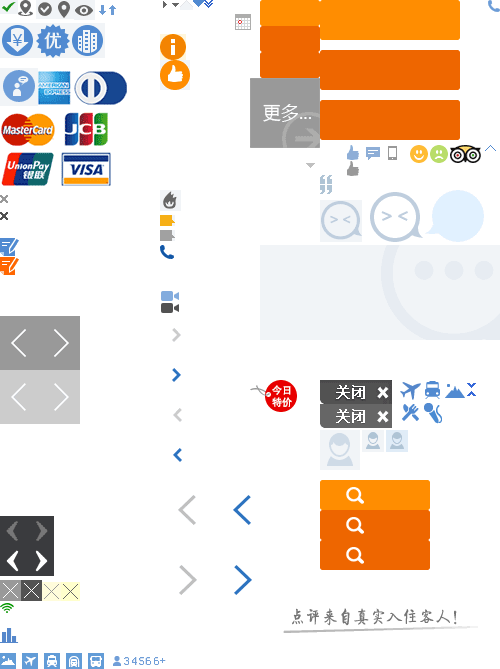 优
AMERICAN EXPRESS
MasterCard
JCB
UnionPay
银联
VISA
更多...
今日
特价
关闭
关闭
点评来自真实入住客人!
34566+